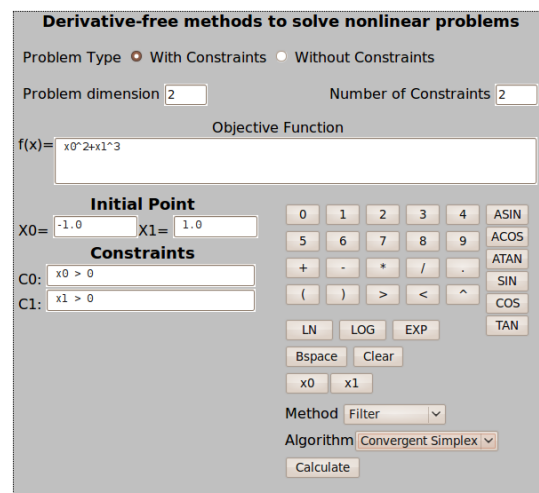 Derivative-free methods to solve nonlinear problems
Problem Type With Constraints Without Constraints
Problem dimension 2 Number of Constraints 2
Objective Function
f(x)= x0^2+x1^3
Initial Point
X0= -1.0 X1= 1.0
Constraints
C0: x0 > 0
C1: x1 > 0
0 1 2 3 4 ASIN
5 6 7 8 9 ACOS
+ - * / . ATAN
( ) > < ^ SIN
COS
LN LOG EXP TAN
Bspace Clear
x0 x1
Method Filter
Algorithm Convergent Simplex
Calculate